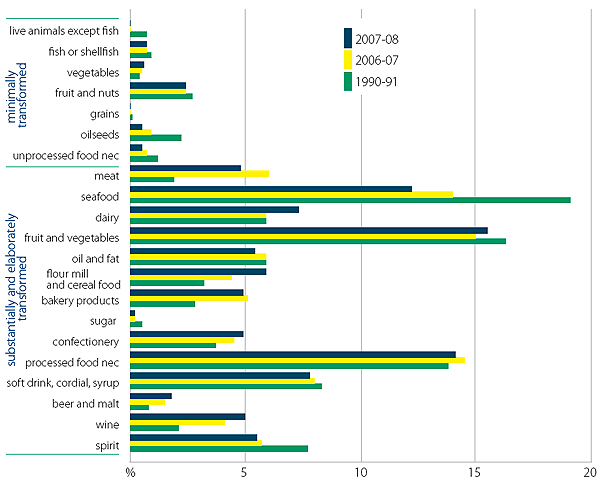 minimally
transformed
live animals except fish
fish or shellfish
vegetables
fruit and nuts
grains
oilseeds
unprocessed food nec
substantially and elaborately
transformed
meat
seafood
dairy
fruit and vegetables
oil and fat
flour mill
and cereal food
bakery products
sugar
confectionery
processed food nec
soft drink, cordial, syrup
beer and malt
wine
spirit
2007-08
2006-07
1990-91
% 5 10 15 20